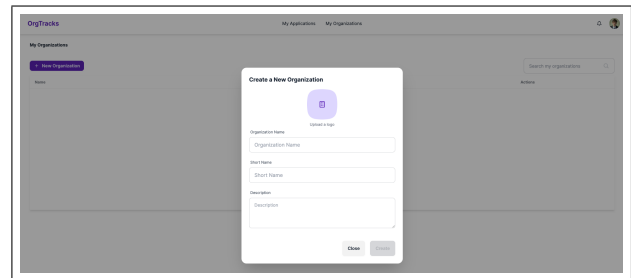 OrgTracks
My Applications My Organizations
My Organizations
+ New Organization
Search my organizations
Name
Actions
Create a New Organization
Upload a logo
Organization Name
Organization Name
Short Name
Short Name
Description
Description
Close Create